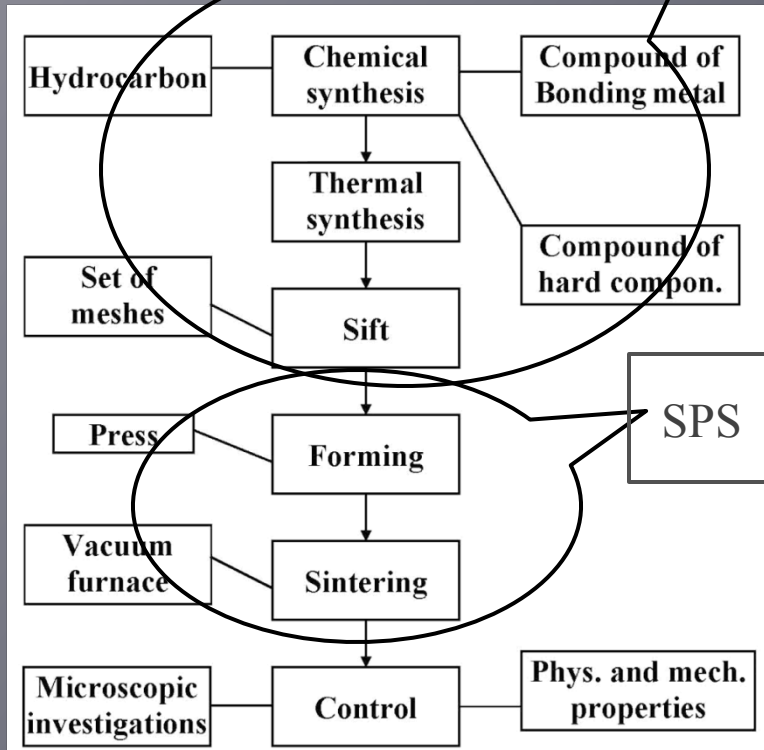 Hydrocarbon
Chemical
synthesis
Compound of
Bonding metal
Thermal
synthesis
Compound of
hard compon.
Set of
meshes
Sift
SPS
Press
Forming
Vacuum
furnace
Sintering
Microscopic
investigations
Control
Phys. and mech.
properties